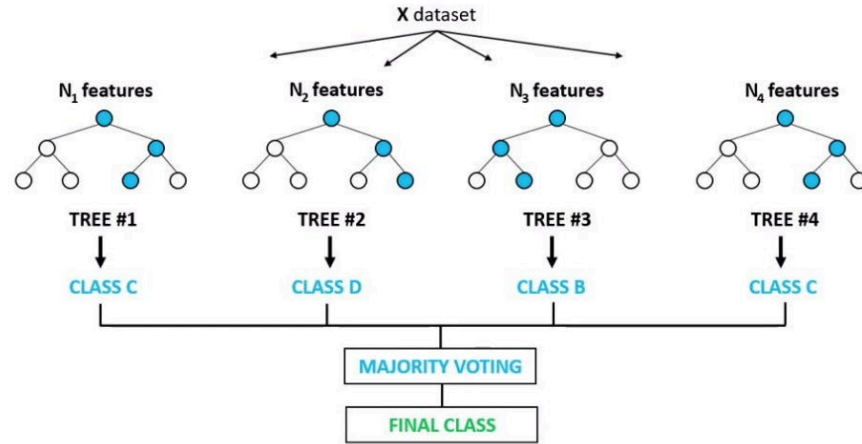 X dataset
N₁ features
N₂ features
N₃ features
N₄ features
TREE #1
TREE #2
TREE #3
TREE #4
CLASS C
CLASS D
CLASS B
CLASS C
MAJORITY VOTING
FINAL CLASS